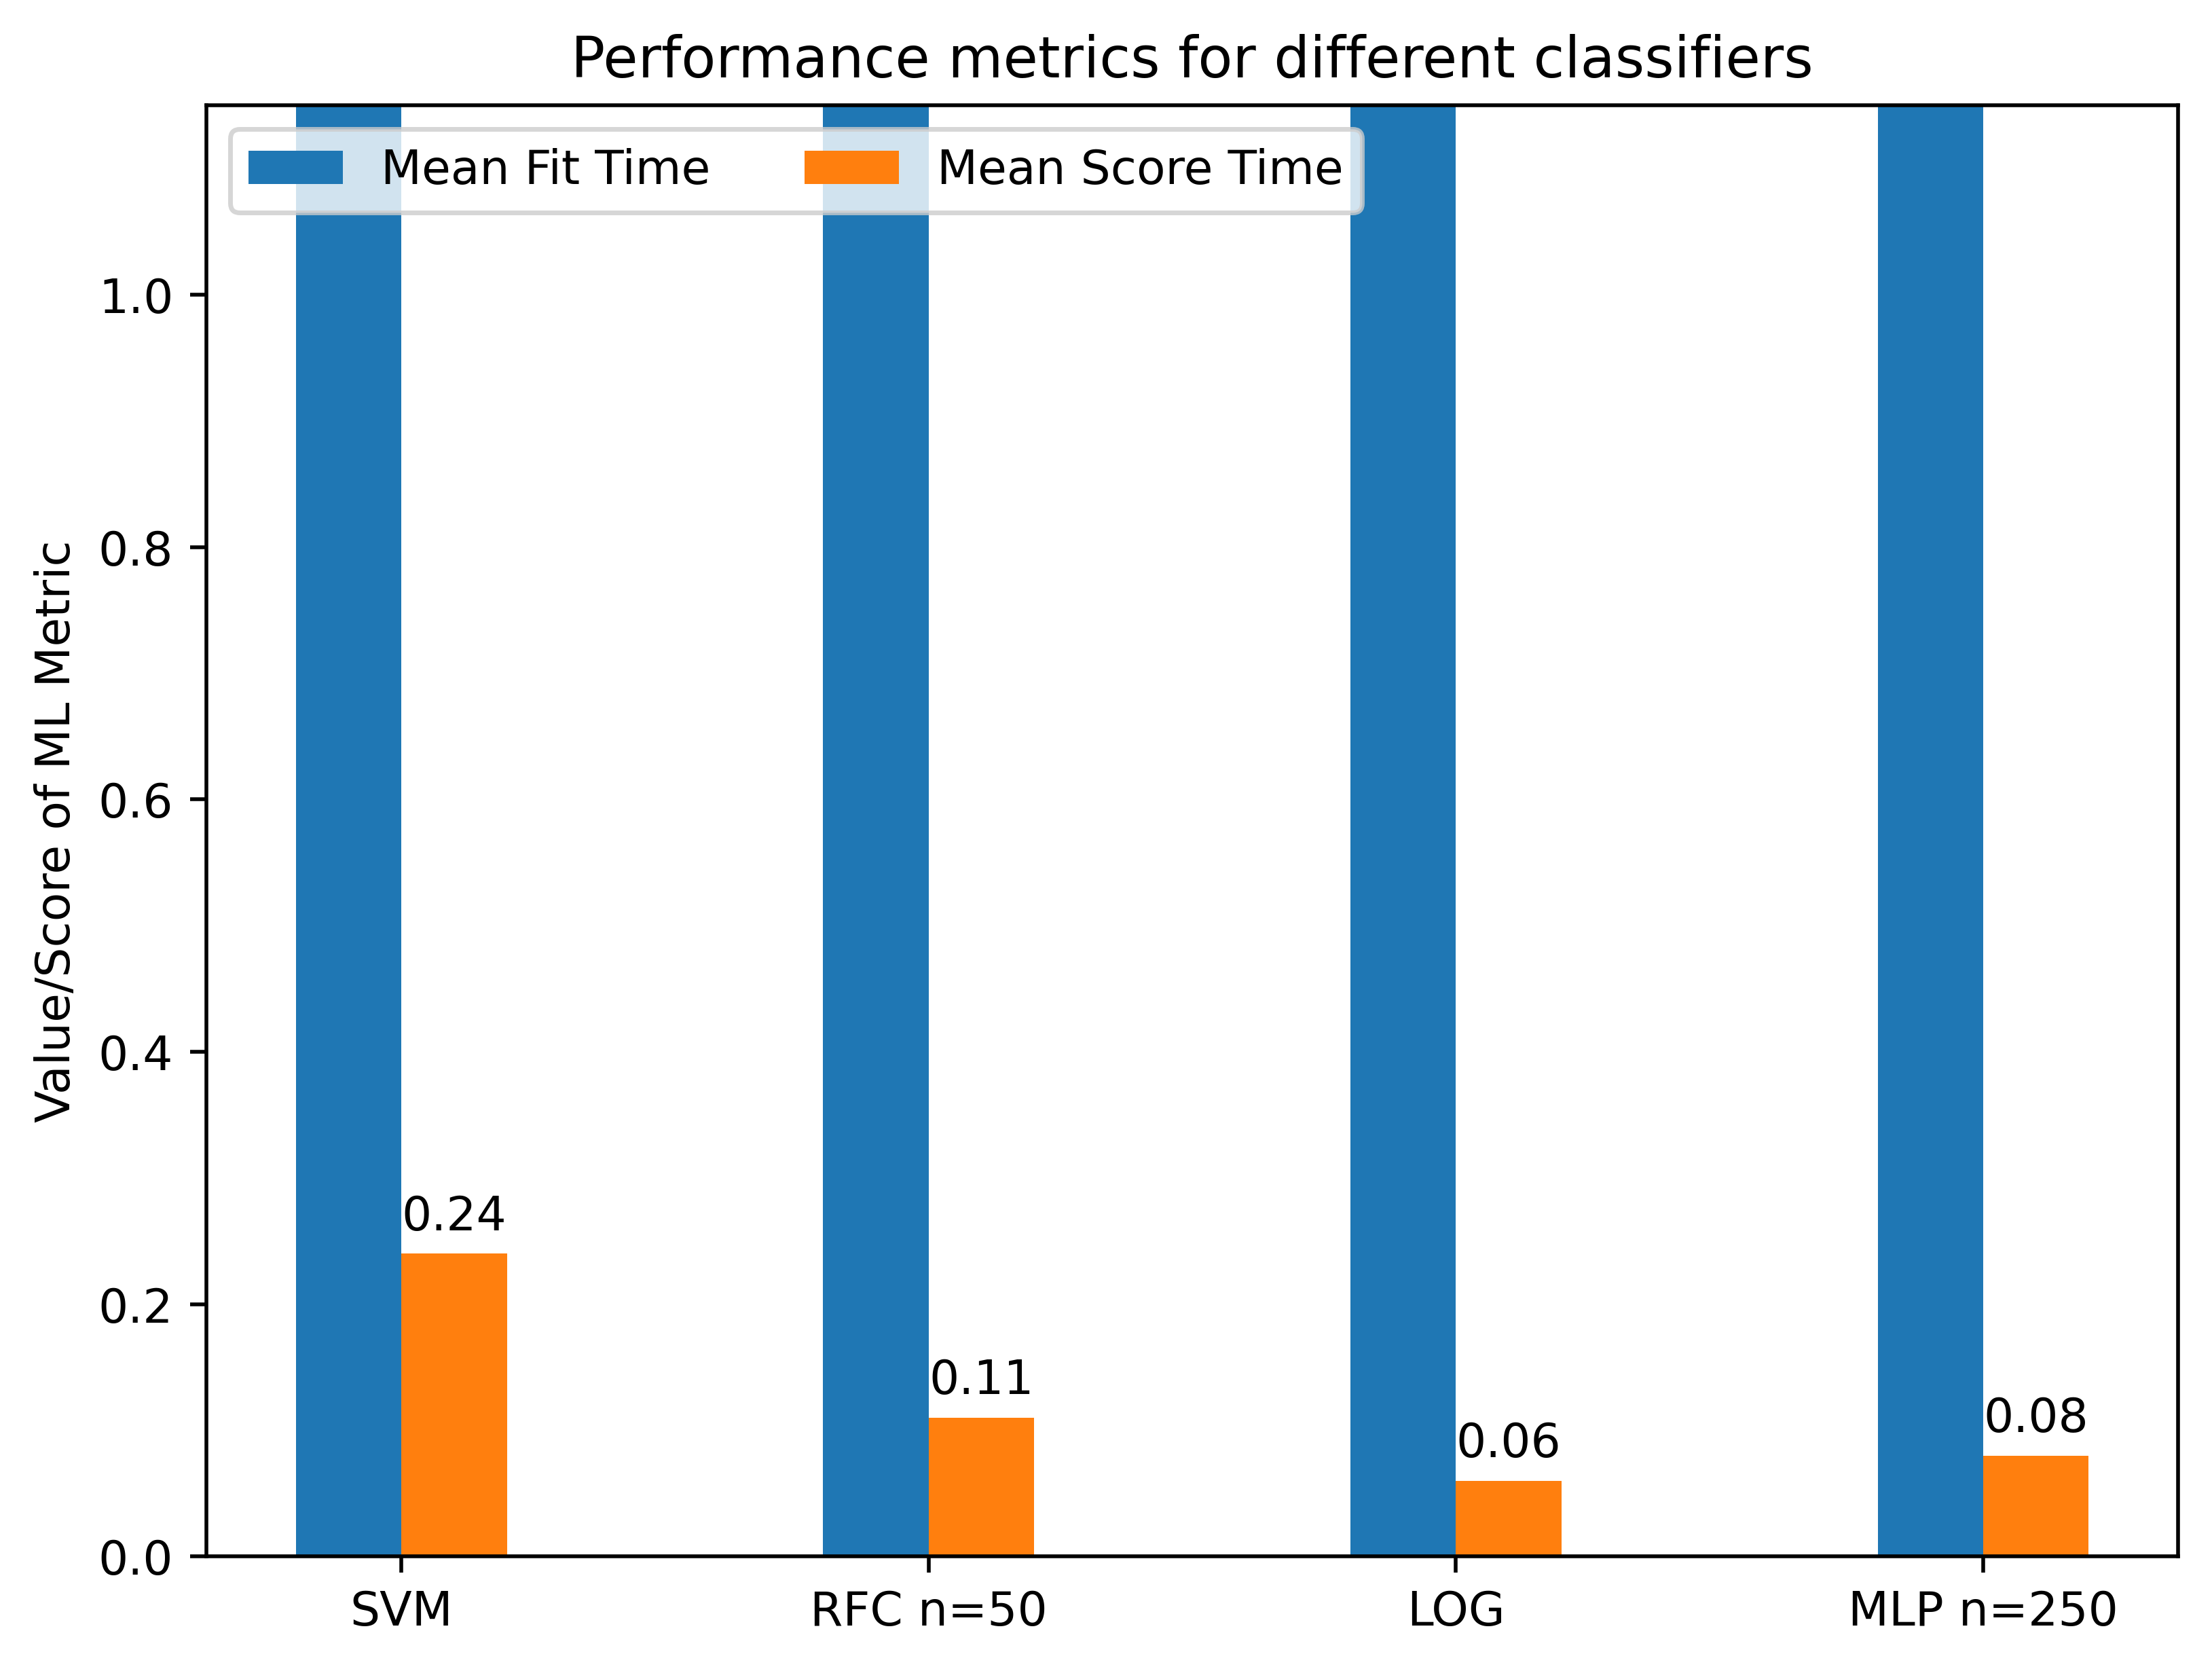 Performance metrics for different classifiers
Mean Fit Time
Mean Score Time
Value/Score of ML Metric
1.0
0.8
0.6
0.4
0.2
0.0
0.24
0.11
0.06
0.08
SVM
RFC n=50
LOG
MLP n=250